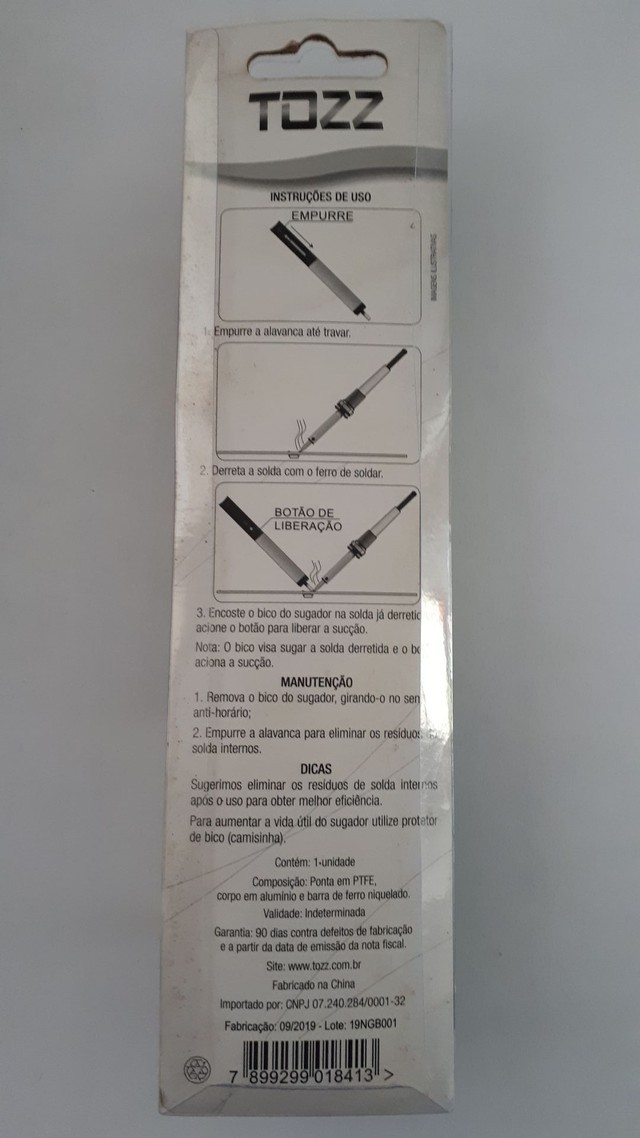 TOZZ
INSTRUÇÕES DE USO
EMPURRE
IMAGENS ILUSTRATIVAS
1. Empurre a alavanca até travar.
2. Derreta a solda com o ferro de soldar.
BOTÃO DE
LIBERAÇÃO
3. Encoste o bico do sugador na solda já
acione o botão para liberar a sucção.
Nota: O bico visa sugar a solda derretida e o
aciona a sucção.
MANUTENÇÃO
1. Remova o bico do sugador, girando-o no
anti-horário;
2. Empurre a alavanca para eliminar os resíduos
solda internos.
DICAS
Sugerimos eliminar os resíduos de solda internos
após o uso para obter melhor eficiência.
Para aumentar a vida útil do sugador utilize protetor
de bico (camisinha).
Contém: 1-unidade
Composição: Ponta em PTFE,
corpo em alumínio e barra de ferro niquelado.
Validade: Indeterminada
Garantia: 90 dias contra defeitos de fabricação
e a partir da data de emissão da nota fiscal.
Site: www.tozz.com.br
Fabricado na China
Importado por: CNPJ 07.240.284/0001-32
Fabricação: 09/2019 - Lote: 19NGB001
7 899299 018413 >